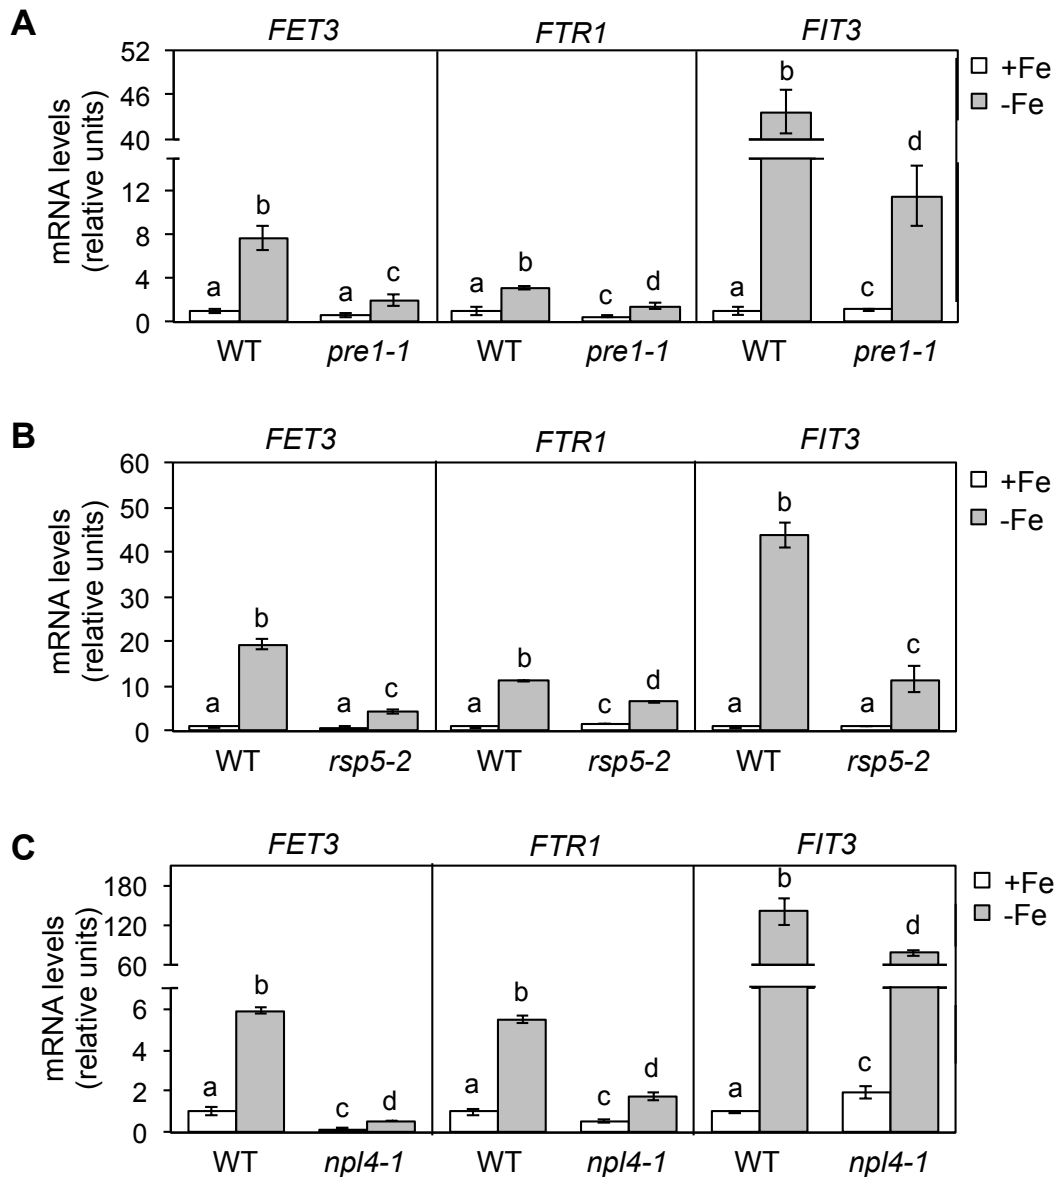 A
FET3 FTR1 FIT3
mRNA levels
(relative units)
52
46
40
12
8
4
0
a b a c a b c d a b c d
+Fe
-Fe
WT pre1-1 WT pre1-1 WT pre1-1
B
FET3 FTR1 FIT3
mRNA levels
(relative units)
60
50
40
30
20
10
0
a b a c a b c d a b a c
+Fe
-Fe
WT rsp5-2 WT rsp5-2 WT rsp5-2
C
FET3 FTR1 FIT3
mRNA levels
(relative units)
180
120
60
6
4
2
0
a b c d a b c d a b c d
+Fe
-Fe
WT npl4-1 WT npl4-1 WT npl4-1